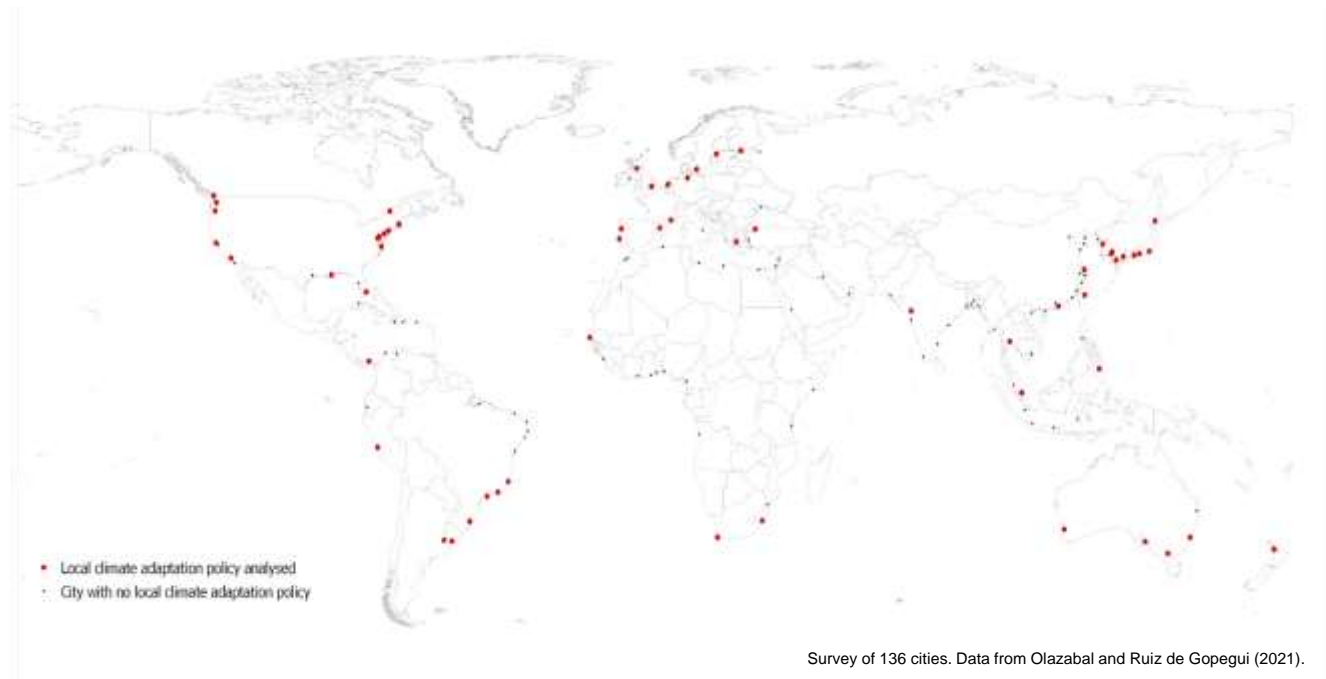 Local climate adaptation policy analysed
City with no local climate adaptation policy
Survey of 136 cities. Data from Olazabal and Ruiz de Gopegui (2021).